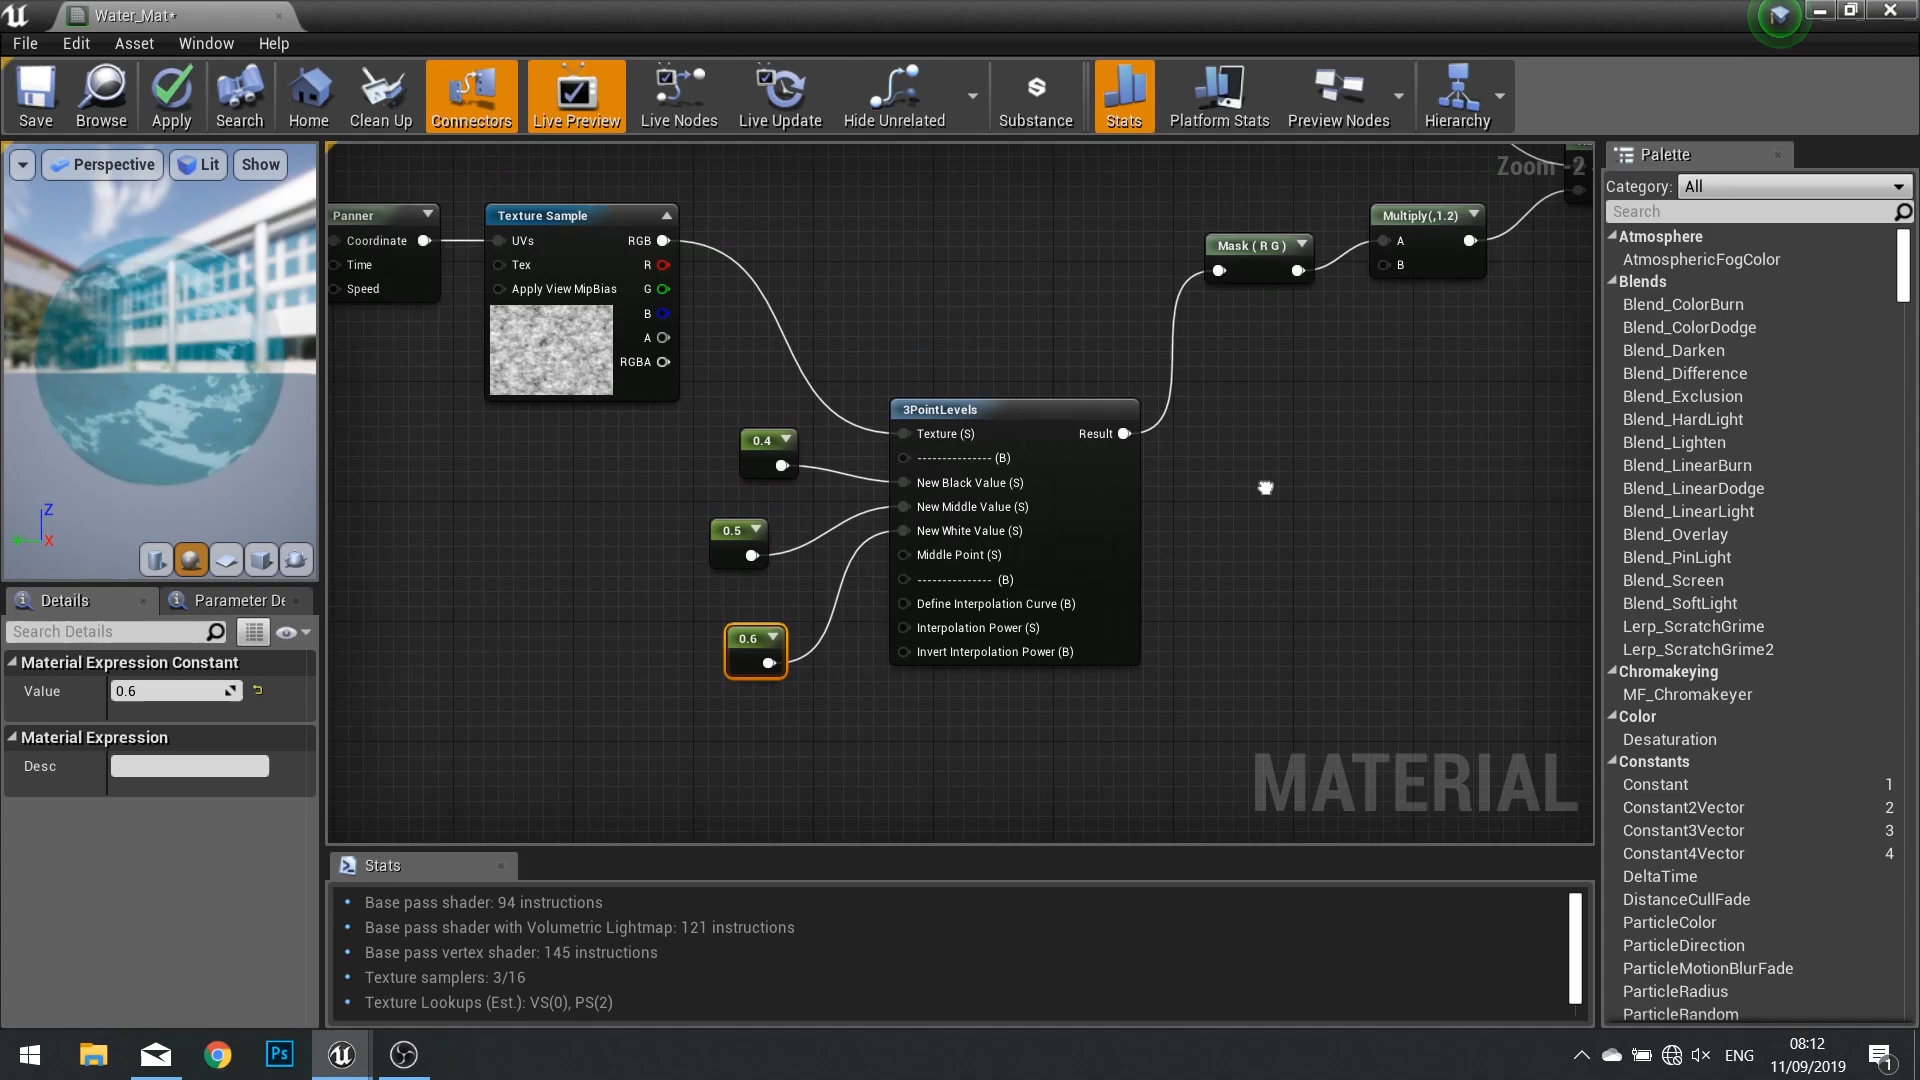 Water_Mat*
File Edit Asset Window Help
Save Browse Apply Search Home Clean Up Connectors Live Preview Live Nodes Live Update Hide Unrelated Substance Stats Platform Stats Preview Nodes Hierarchy
Perspective Lit Show
Z
X
Details
Parameter De
Search Details
Material Expression Constant
Value 0.6
Material Expression
Desc
Zoom -2
Panner
Coordinate
Time
Speed
Texture Sample
UVs RGB
Tex R
Apply View MipBias G
B
A
RGBA
0.4
0.5
0.6
3PointLevels
Texture (S) Result
--------------- (B)
New Black Value (S)
New Middle Value (S)
New White Value (S)
Middle Point (S)
--------------- (B)
Define Interpolation Curve (B)
Interpolation Power (S)
Invert Interpolation Power (B)
Mask ( R G )
Multiply(,1.2)
A
B
MATERIAL
Stats
Base pass shader: 94 instructions
Base pass shader with Volumetric Lightmap: 121 instructions
Base pass vertex shader: 145 instructions
Texture samplers: 3/16
Texture Lookups (Est.): VS(0), PS(2)
Palette
Category: All
Search
Atmosphere
AtmosphericFogColor
Blends
Blend_ColorBurn
Blend_ColorDodge
Blend_Darken
Blend_Difference
Blend_Exclusion
Blend_HardLight
Blend_Lighten
Blend_LinearBurn
Blend_LinearDodge
Blend_LinearLight
Blend_Overlay
Blend_PinLight
Blend_Screen
Blend_SoftLight
Lerp_ScratchGrime
Lerp_ScratchGrime2
Chromakeying
MF_Chromakeyer
Color
Desaturation
Constants
Constant 1
Constant2Vector 2
Constant3Vector 3
Constant4Vector 4
DeltaTime
DistanceCullFade
ParticleColor
ParticleDirection
ParticleMotionBlurFade
ParticleRadius
ParticleRandom
Ps
ENG
08:12
11/09/2019
1